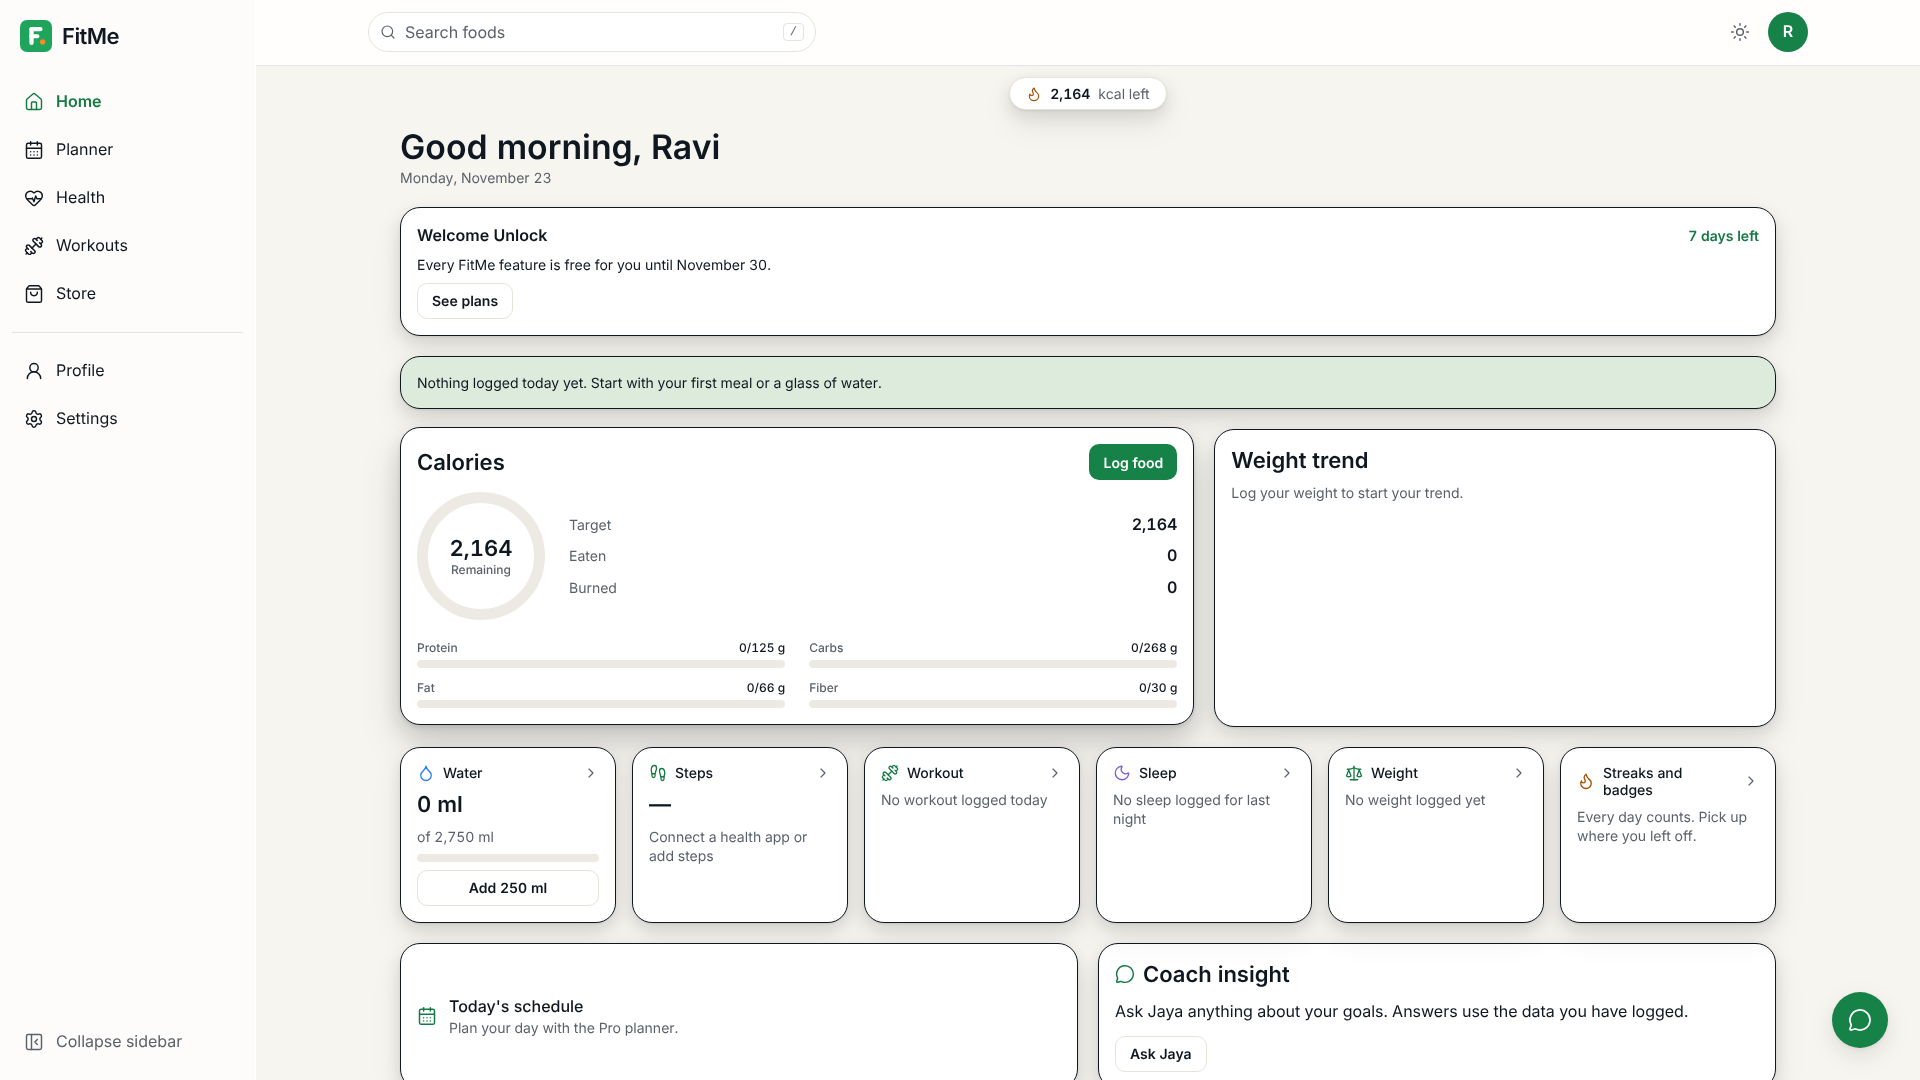 FitMe
Search foods
/
R
Home
Planner
Health
Workouts
Store
Profile
Settings
Collapse sidebar
2,164 kcal left
Good morning, Ravi
Monday, November 23
Welcome Unlock
7 days left
Every FitMe feature is free for you until November 30.
See plans
Nothing logged today yet. Start with your first meal or a glass of water.
Calories
Log food
2,164
Remaining
Target 2,164
Eaten 0
Burned 0
Protein 0/125 g
Carbs 0/268 g
Fat 0/66 g
Fiber 0/30 g
Weight trend
Log your weight to start your trend.
Water
0 ml
of 2,750 ml
Add 250 ml
Steps
—
Connect a health app or
add steps
Workout
No workout logged today
Sleep
No sleep logged for last
night
Weight
No weight logged yet
Streaks and
badges
Every day counts. Pick up
where you left off.
Today's schedule
Plan your day with the Pro planner.
Coach insight
Ask Jaya anything about your goals. Answers use the data you have logged.
Ask Jaya